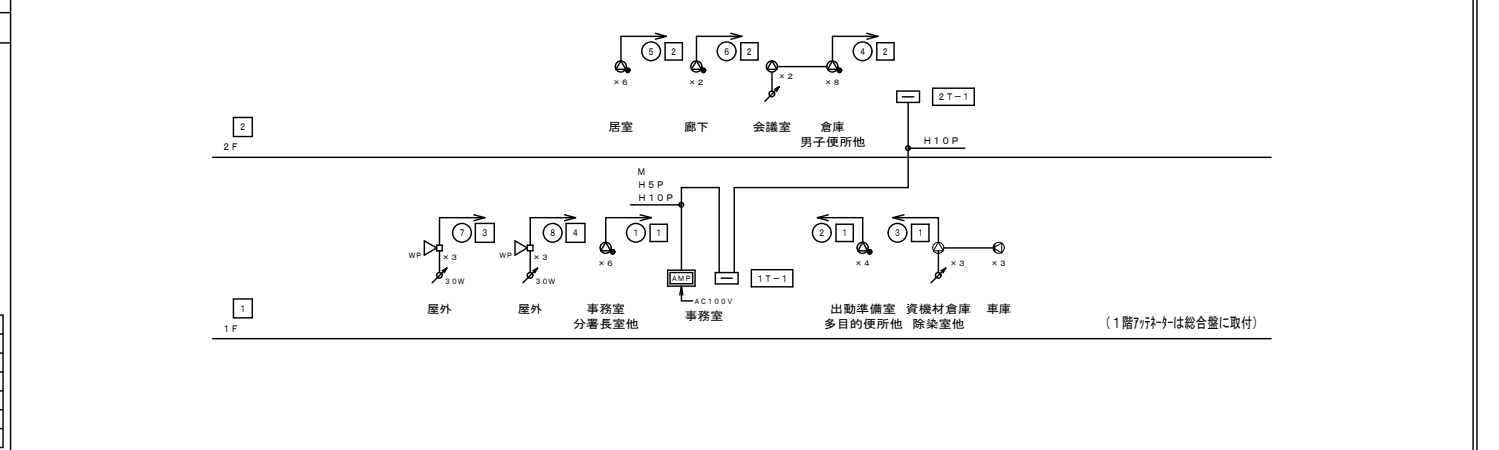 5 2
6 2
4 2
×6
×2
×2
×8
2T-1
居室
廊下
会議室
倉庫
男子便所他
2
2F
H10P
M
H5P
H10P
7 3
8 4
1 1
2 1
3 1
WP
×3
WP
×3
×6
×4
×3
×3
30W
30W
AMP
1T-1
AC100V
屋外
屋外
事務室
分署長室他
事務室
出動準備室
多目的便所他
資機材倉庫
除染室他
車庫
1
1F
(1階アッテネーターは総合盤に取付)